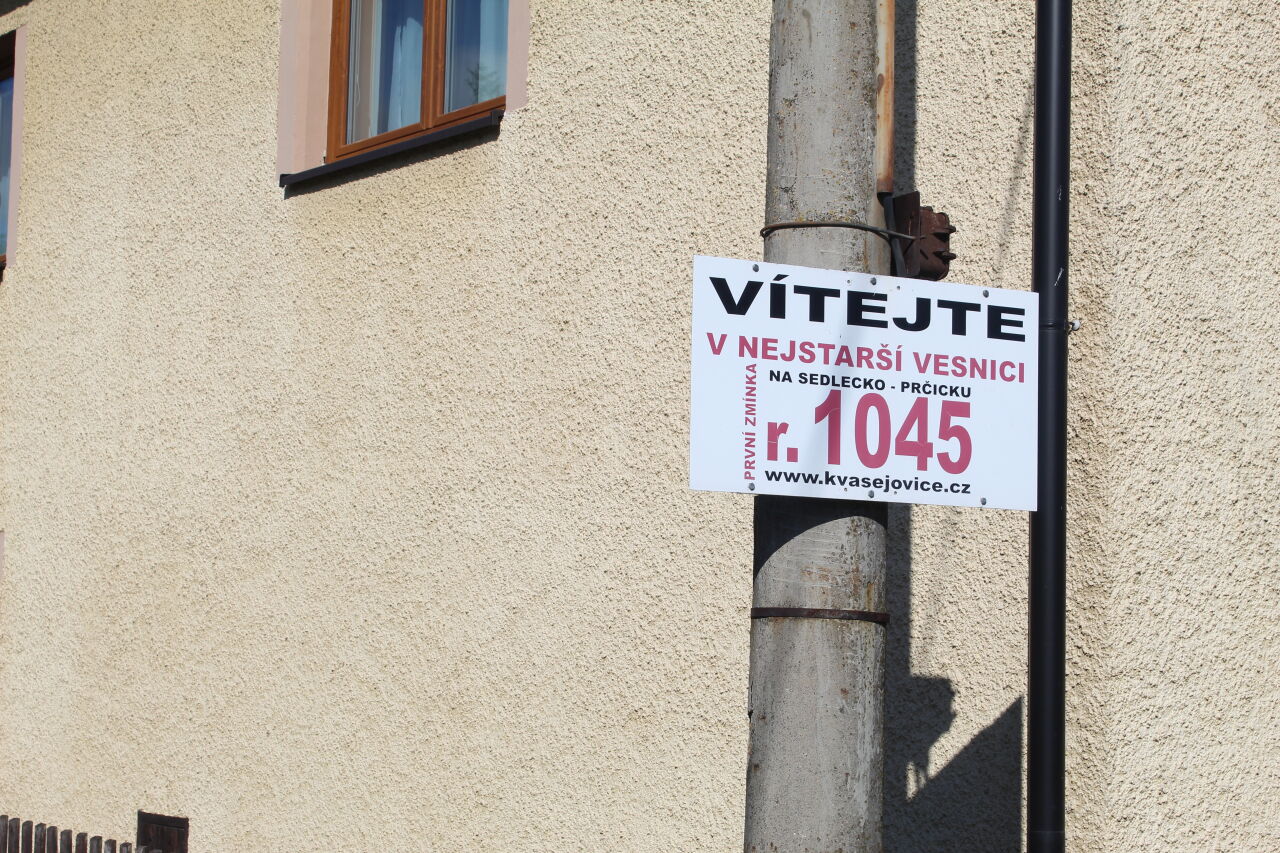 VÍTEJTE
V NEJSTARŠÍ VESNICI
NA SEDLECKO - PRČICKU
PRVNÍ ZMÍNKA
r. 1045
www.kvasejovice.cz